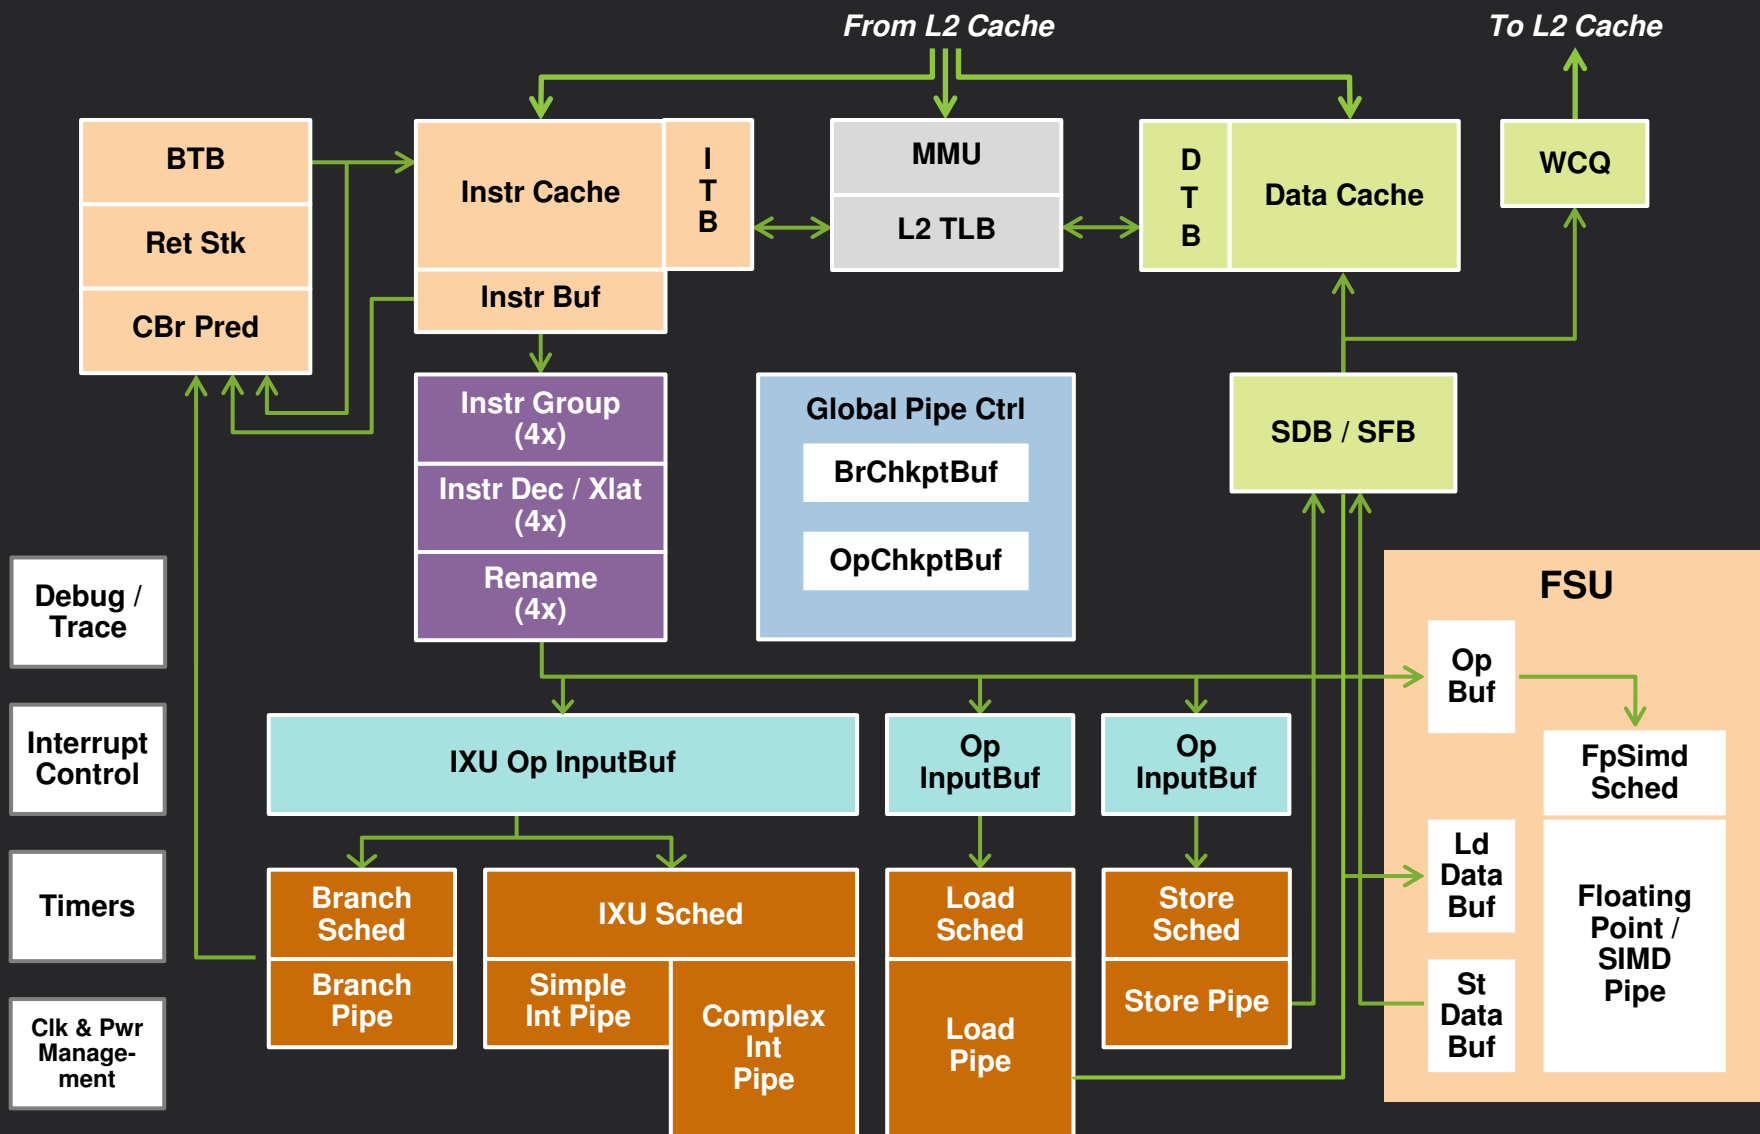 From L2 Cache
To L2 Cache
BTB
Ret Stk
CBr Pred
Instr Cache
I
T
B
Instr Buf
MMU
L2 TLB
D
T
B
Data Cache
WCQ
Instr Group
(4x)
Instr Dec / Xlat
(4x)
Rename
(4x)
Global Pipe Ctrl
BrChkptBuf
OpChkptBuf
SDB / SFB
Debug /
Trace
Interrupt
Control
Timers
Clk & Pwr
Manage-
ment
IXU Op InputBuf
Op
InputBuf
Op
InputBuf
Branch
Sched
Branch
Pipe
IXU Sched
Simple
Int Pipe
Complex
Int
Pipe
Load
Sched
Load
Pipe
Store
Sched
Store Pipe
FSU
Op
Buf
FpSimd
Sched
Ld
Data
Buf
St
Data
Buf
Floating
Point /
SIMD
Pipe